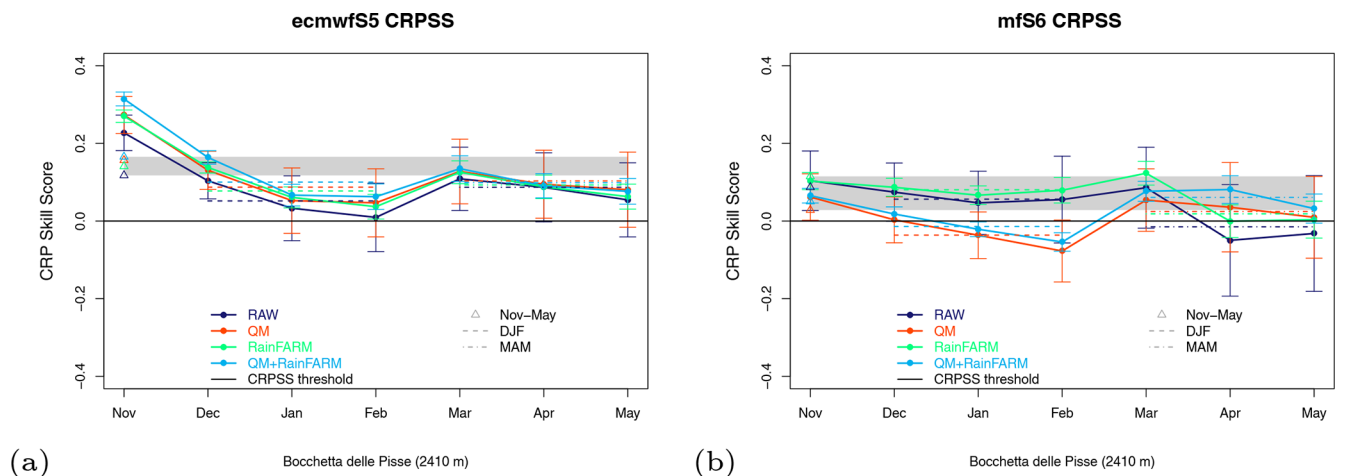 ecmwfS5 CRPSS
CRP Skill Score
0.4
0.2
0.0
−0.2
−0.4
RAW
QM
RainFARM
QM+RainFARM
CRPSS threshold
Nov−May
DJF
MAM
Nov Dec Jan Feb Mar Apr May
(a) Bocchetta delle Pisse (2410 m)
mfS6 CRPSS
CRP Skill Score
0.4
0.2
0.0
−0.2
−0.4
RAW
QM
RainFARM
QM+RainFARM
CRPSS threshold
Nov−May
DJF
MAM
Nov Dec Jan Feb Mar Apr May
(b) Bocchetta delle Pisse (2410 m)